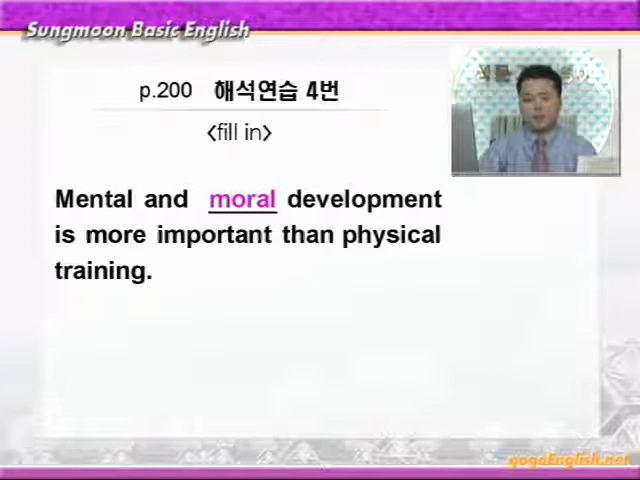 Sungmoon Basic English
p.200 해석연습 4번
<fill in>
Mental and moral development
is more important than physical
training.
gogoEnglish.net